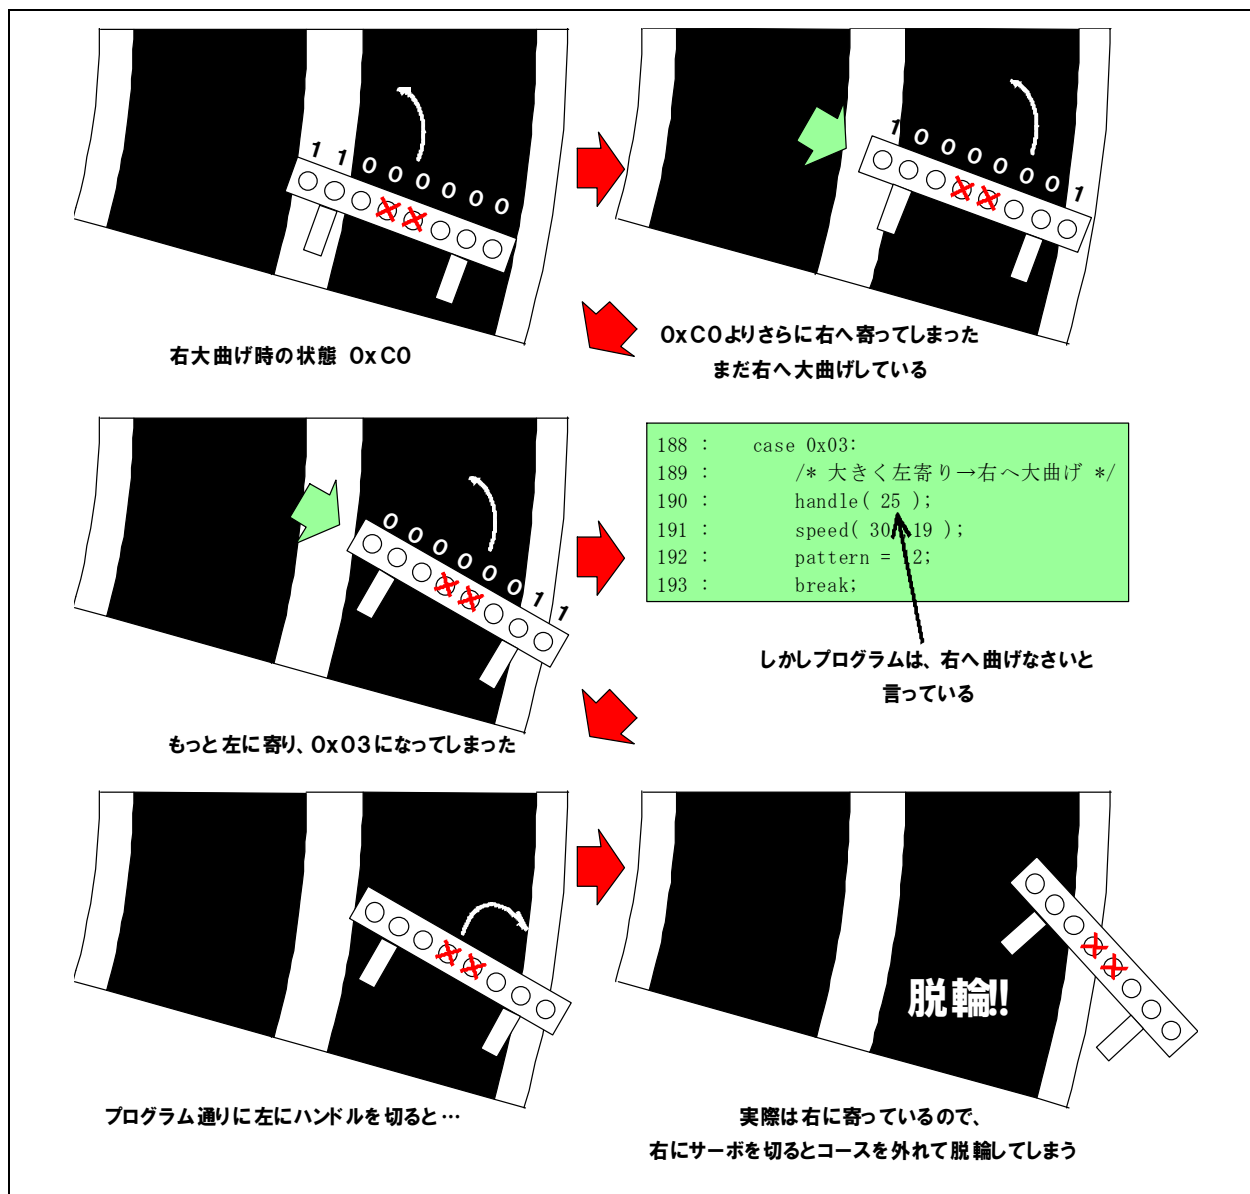 1 1 0 0 0 0 0 0
1 0 0 0 0 0 0 1
右大曲げ時の状態 0xC0
0xC0よりさらに右へ寄ってしまった
まだ右へ大曲げしている
0 0 0 0 0 0 1 1
188 : case 0x03:
189 : /* 大きく左寄り→右へ大曲げ */
190 : handle( 25 );
191 : speed( 30 ,19 );
192 : pattern = 12;
193 : break;
しかしプログラムは、右へ曲げなさいと
言っている
もっと左に寄り、0x03になってしまった
脱輪!!
プログラム通りに左にハンドルを切ると…
実際は右に寄っているので、
右にサーボを切るとコースを外れて脱輪してしまう